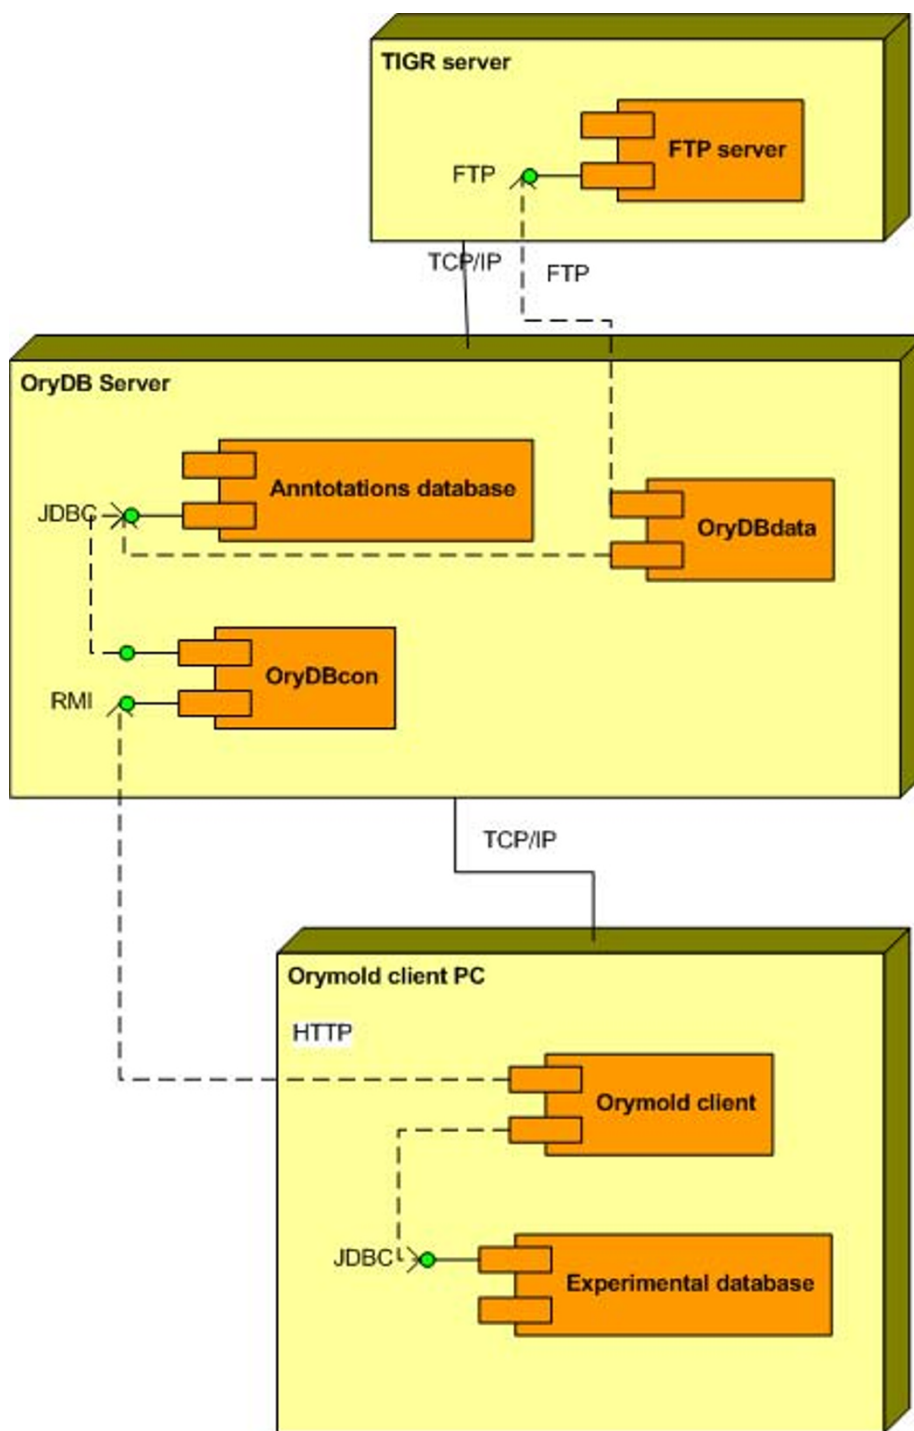 TIGR server
FTP server
FTP
TCP/IP
FTP
OryDB Server
Anntotations database
JDBC
OryDBdata
OryDBcon
RMI
TCP/IP
Orymold client PC
HTTP
Orymold client
JDBC
Experimental database